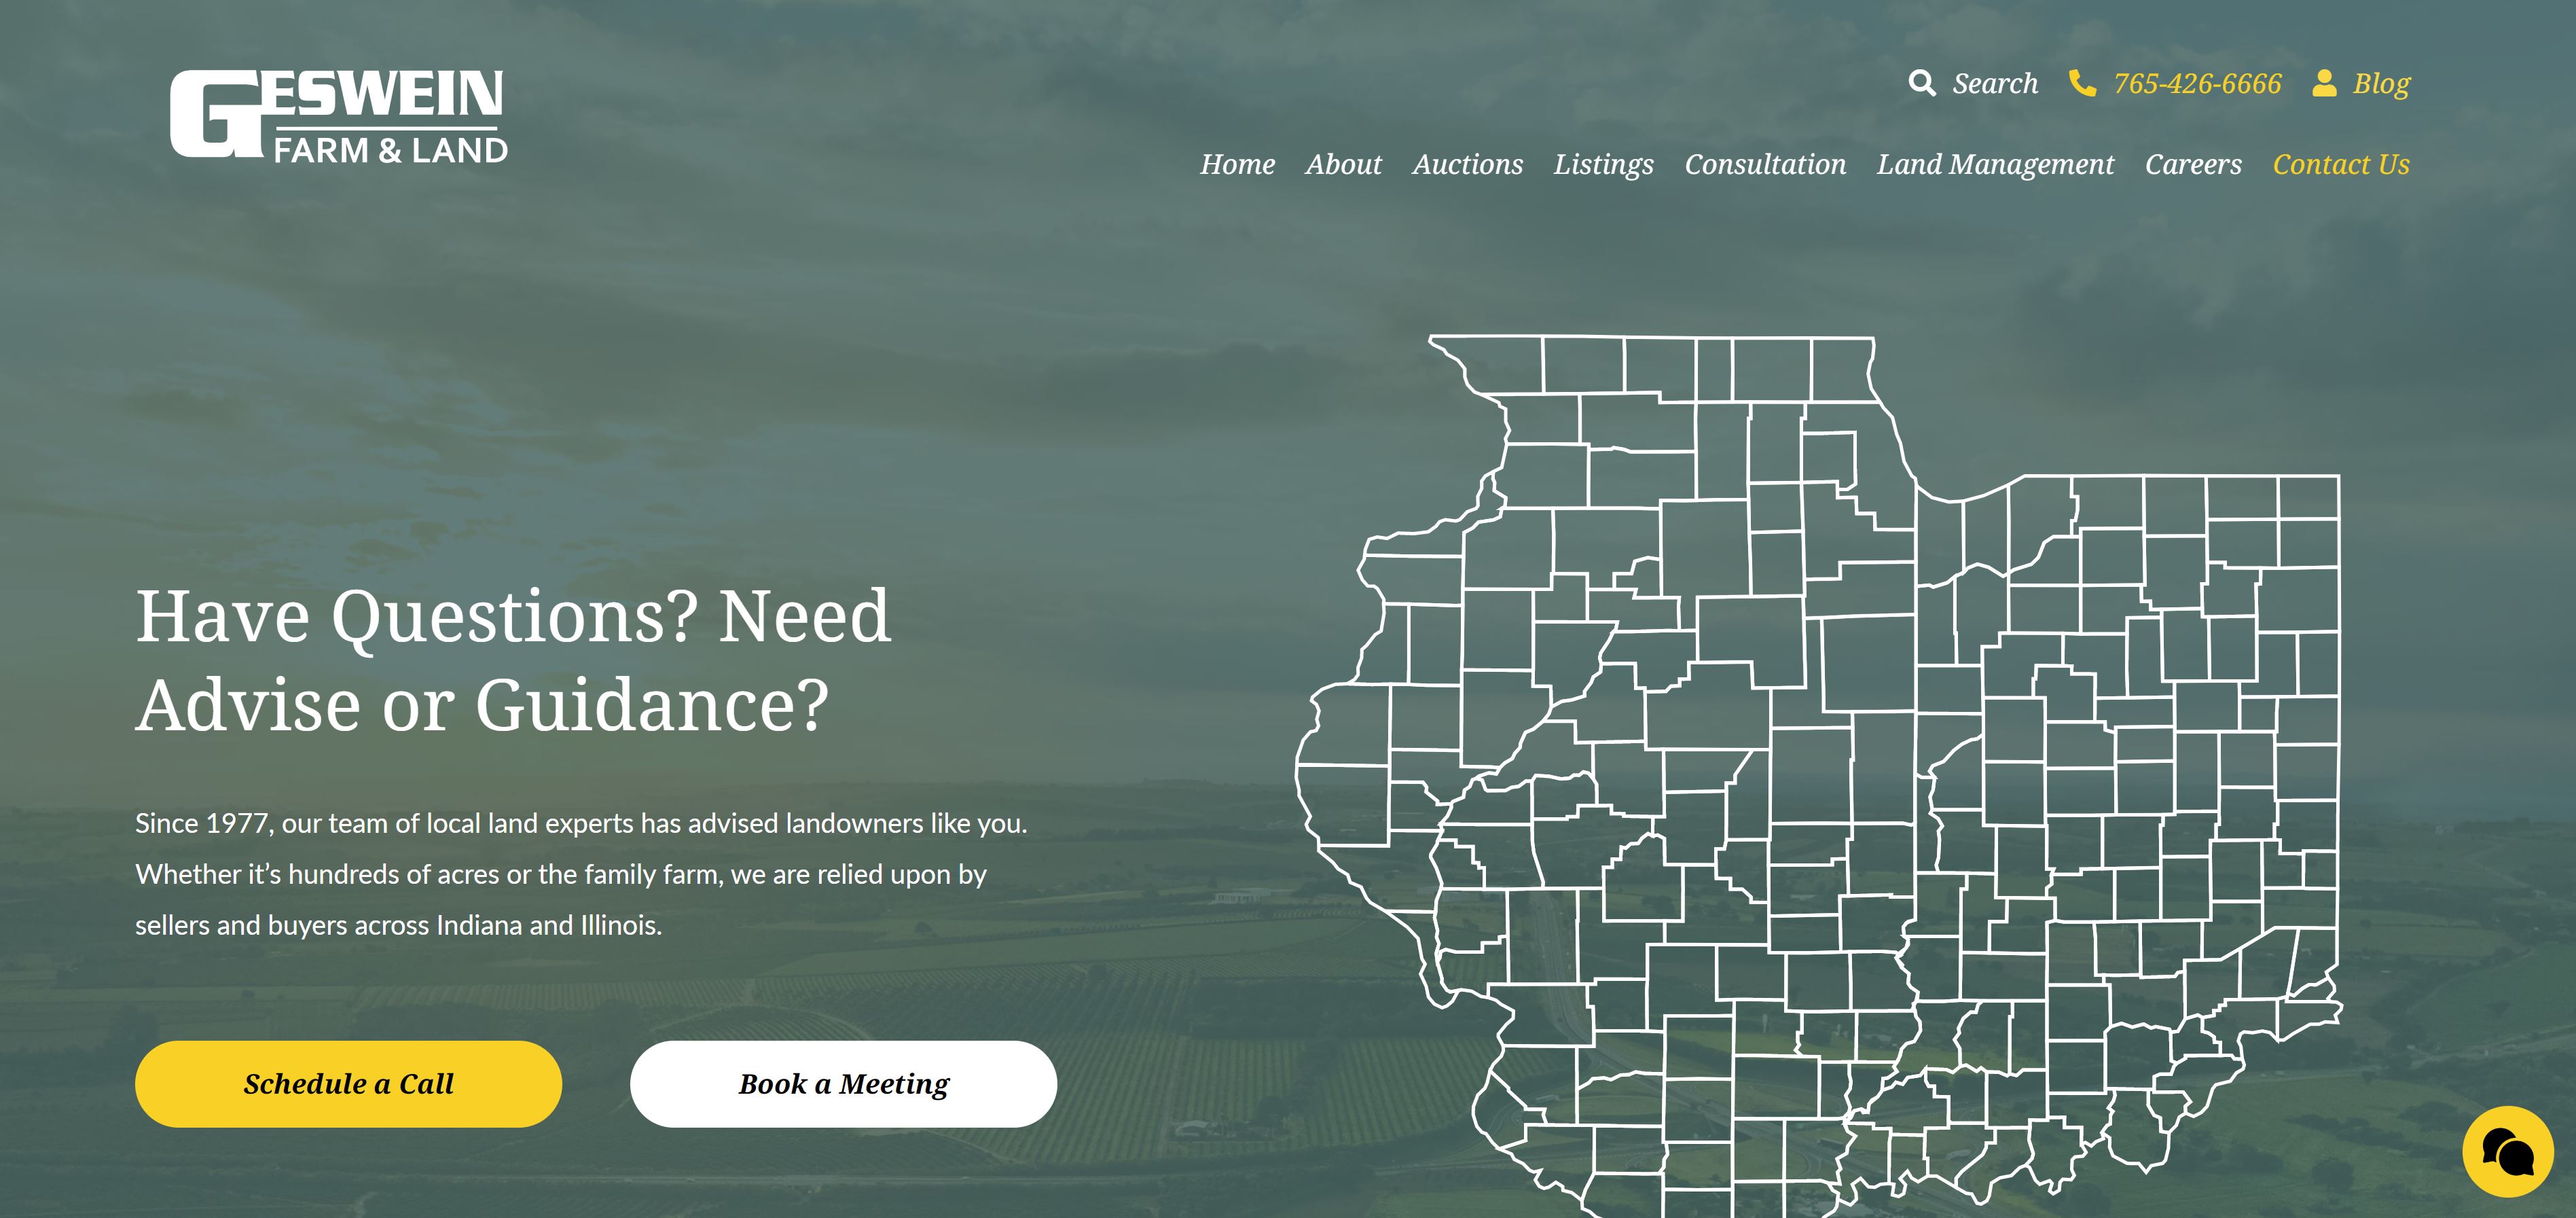 GESWEIN
FARM & LAND
Search 765-426-6666 Blog
Home About Auctions Listings Consultation Land Management Careers Contact Us
Have Questions? Need
Advise or Guidance?
Since 1977, our team of local land experts has advised landowners like you.
Whether it’s hundreds of acres or the family farm, we are relied upon by
sellers and buyers across Indiana and Illinois.
Schedule a Call Book a Meeting